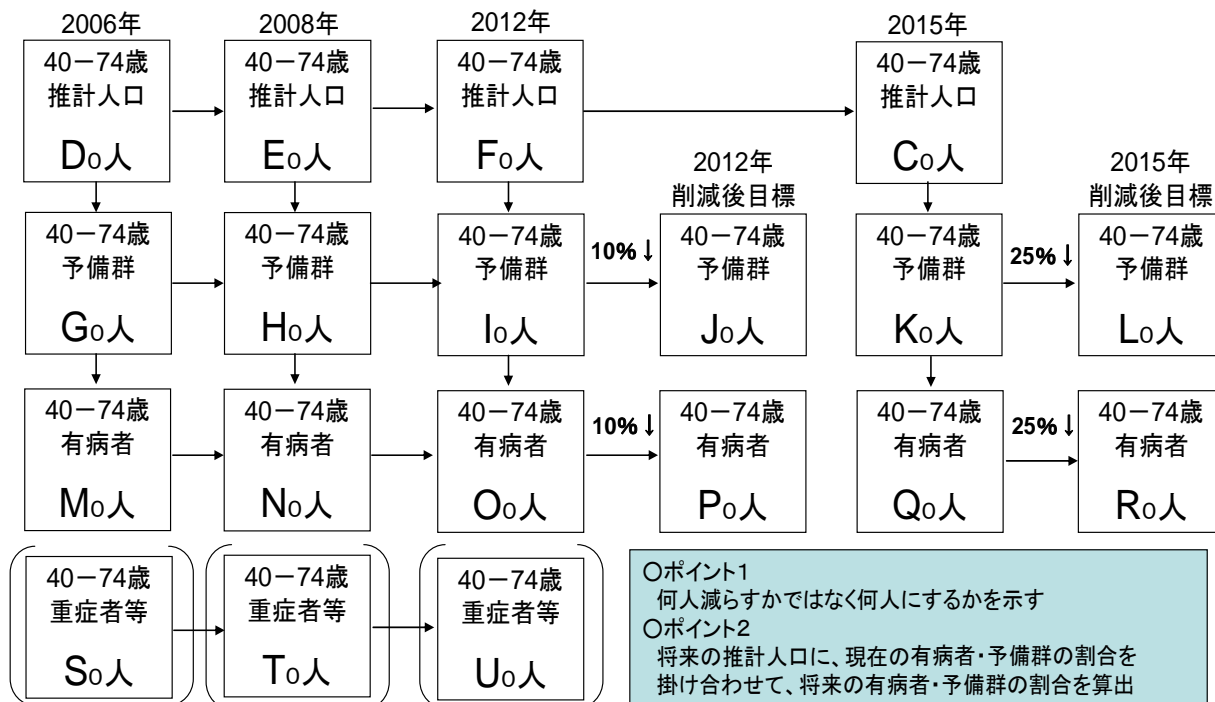 2006年
2008年
2012年
2015年
40－74歳
推計人口
D₀人
40－74歳
推計人口
E₀人
40－74歳
推計人口
F₀人
40－74歳
推計人口
C₀人
2012年
削減後目標
2015年
削減後目標
40－74歳
予備群
G₀人
40－74歳
予備群
H₀人
40－74歳
予備群
I₀人
10%↓
40－74歳
予備群
J₀人
40－74歳
予備群
K₀人
25%↓
40－74歳
予備群
L₀人
40－74歳
有病者
M₀人
40－74歳
有病者
N₀人
40－74歳
有病者
O₀人
10%↓
40－74歳
有病者
P₀人
40－74歳
有病者
Q₀人
25%↓
40－74歳
有病者
R₀人
40－74歳
重症者等
S₀人
40－74歳
重症者等
T₀人
40－74歳
重症者等
U₀人
○ポイント1
何人減らすかではなく何人にするかを示す
○ポイント2
将来の推計人口に、現在の有病者・予備群の割合を
掛け合わせて、将来の有病者・予備群の割合を算出